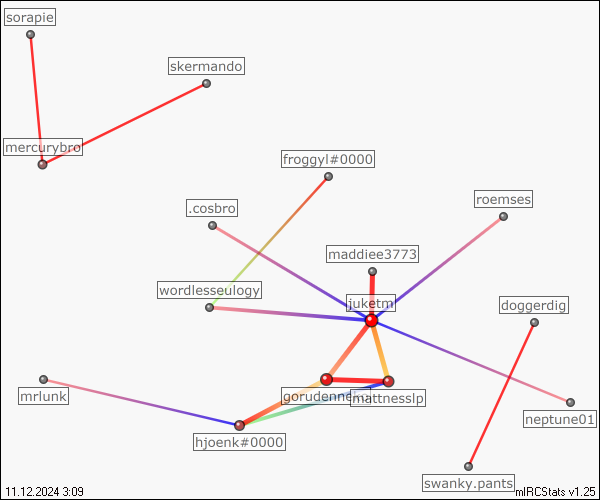 sorapie
skermando
mercurybro
froggyl#0000
roemses
.cosbro
maddiee3773
wordlesseulogy
juketm
doggerdig
mrlunk
mattnesslp
neptune01
hjoenk#0000
swanky.pants
11.12.2024 3:09
mIRCStats v1.25